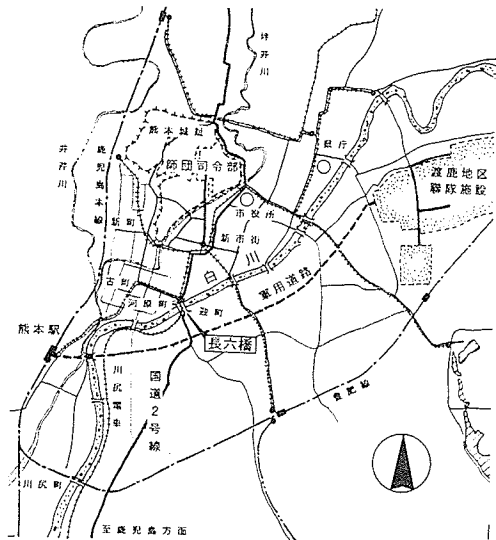 坪井川
熊本城址
井芹川
鹿児島本線
師団司令部
県庁
渡鹿地区
聯隊施設
市役所
新町
新市街
白川
軍用道路
古町
河原町
迎町
熊本駅
長六橋
川尻電車
国道2号線
豊肥線
川尻町
至鹿児島方面